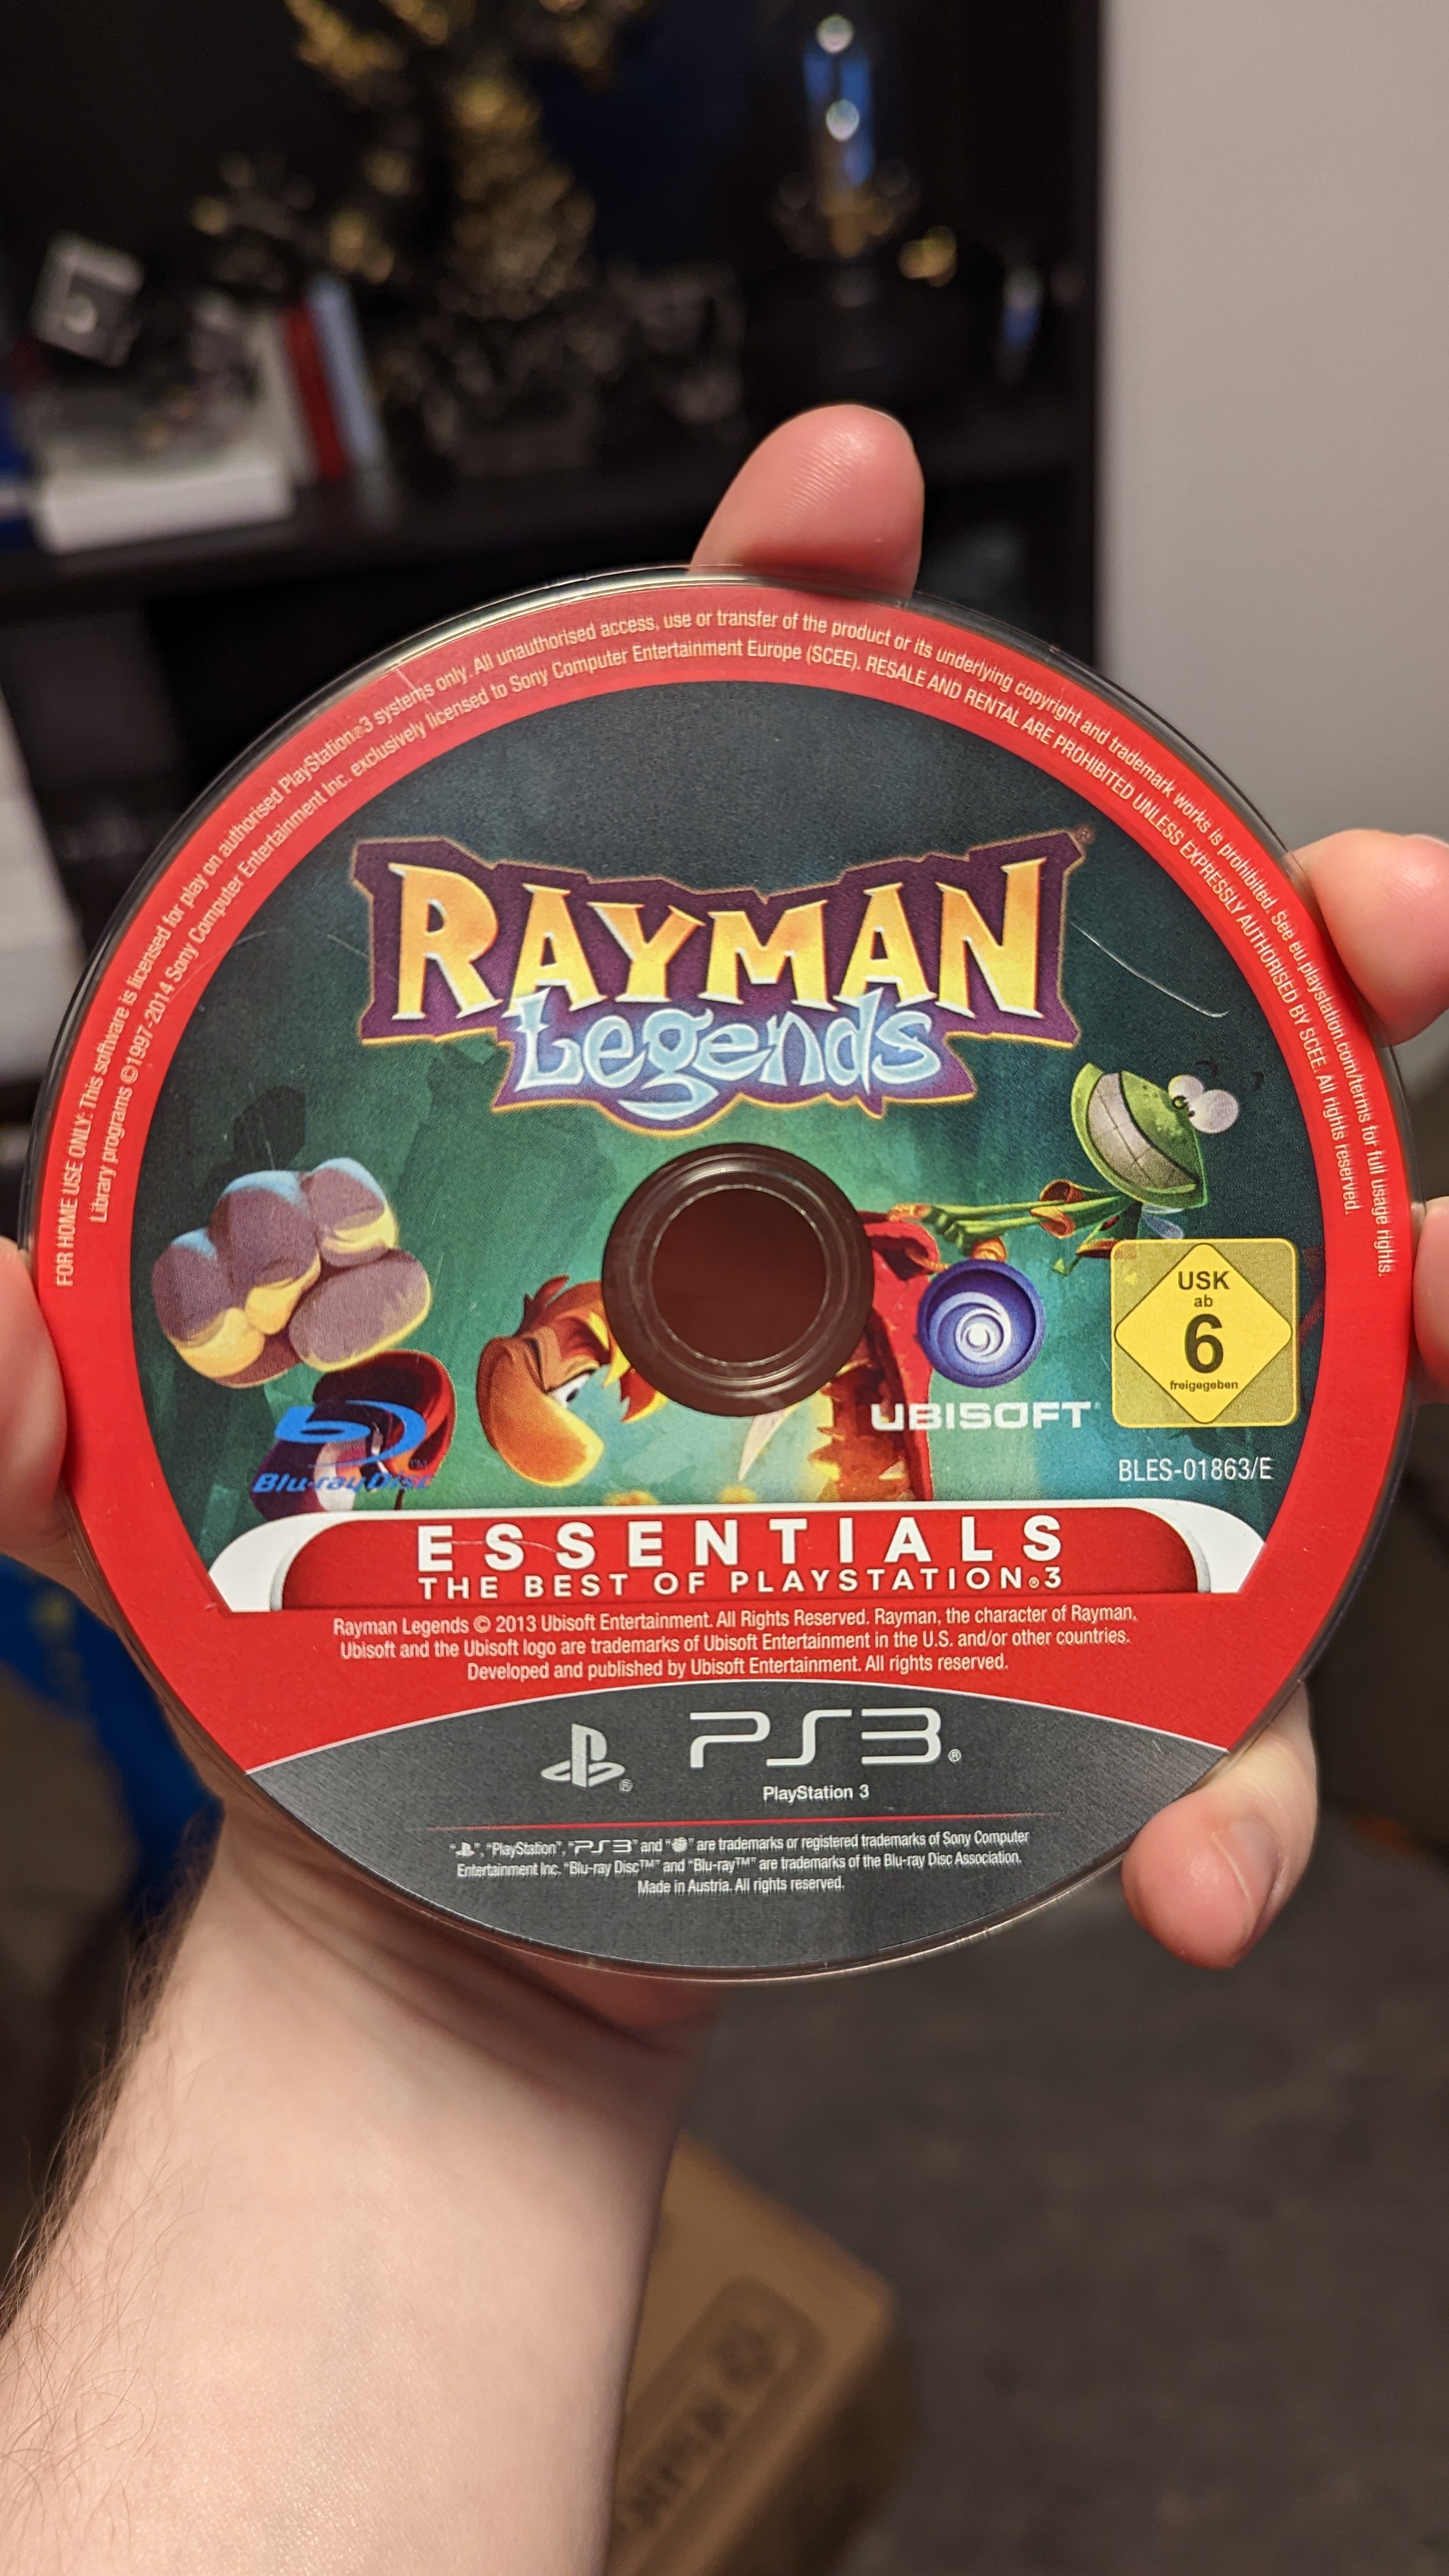 FOR HOME USE ONLY: This software is licensed for play on authorised PlayStation®3 systems only. All unauthorised access, use or transfer of the product or its underlying copyright and trademark works is prohibited. See eu.playstation.com/terms for full usage rights.
Library programs ©1997-2014 Sony Computer Entertainment Inc. exclusively licensed to Sony Computer Entertainment Europe (SCEE). RESALE AND RENTAL ARE PROHIBITED UNLESS EXPRESSLY AUTHORISED BY SCEE. All rights reserved.
RAYMAN®
Legends
USK
ab
6
freigegeben
UBISOFT
Blu-ray Disc™
BLES-01863/E
ESSENTIALS
THE BEST OF PLAYSTATION®3
Rayman Legends © 2013 Ubisoft Entertainment. All Rights Reserved. Rayman, the character of Rayman,
Ubisoft and the Ubisoft logo are trademarks of Ubisoft Entertainment in the U.S. and/or other countries.
Developed and published by Ubisoft Entertainment. All rights reserved.
PS3®
PlayStation 3
" ", "PlayStation", "PS3" and " " are trademarks or registered trademarks of Sony Computer
Entertainment Inc. "Blu-ray Disc™" and "Blu-ray™" are trademarks of the Blu-ray Disc Association.
Made in Austria. All rights reserved.